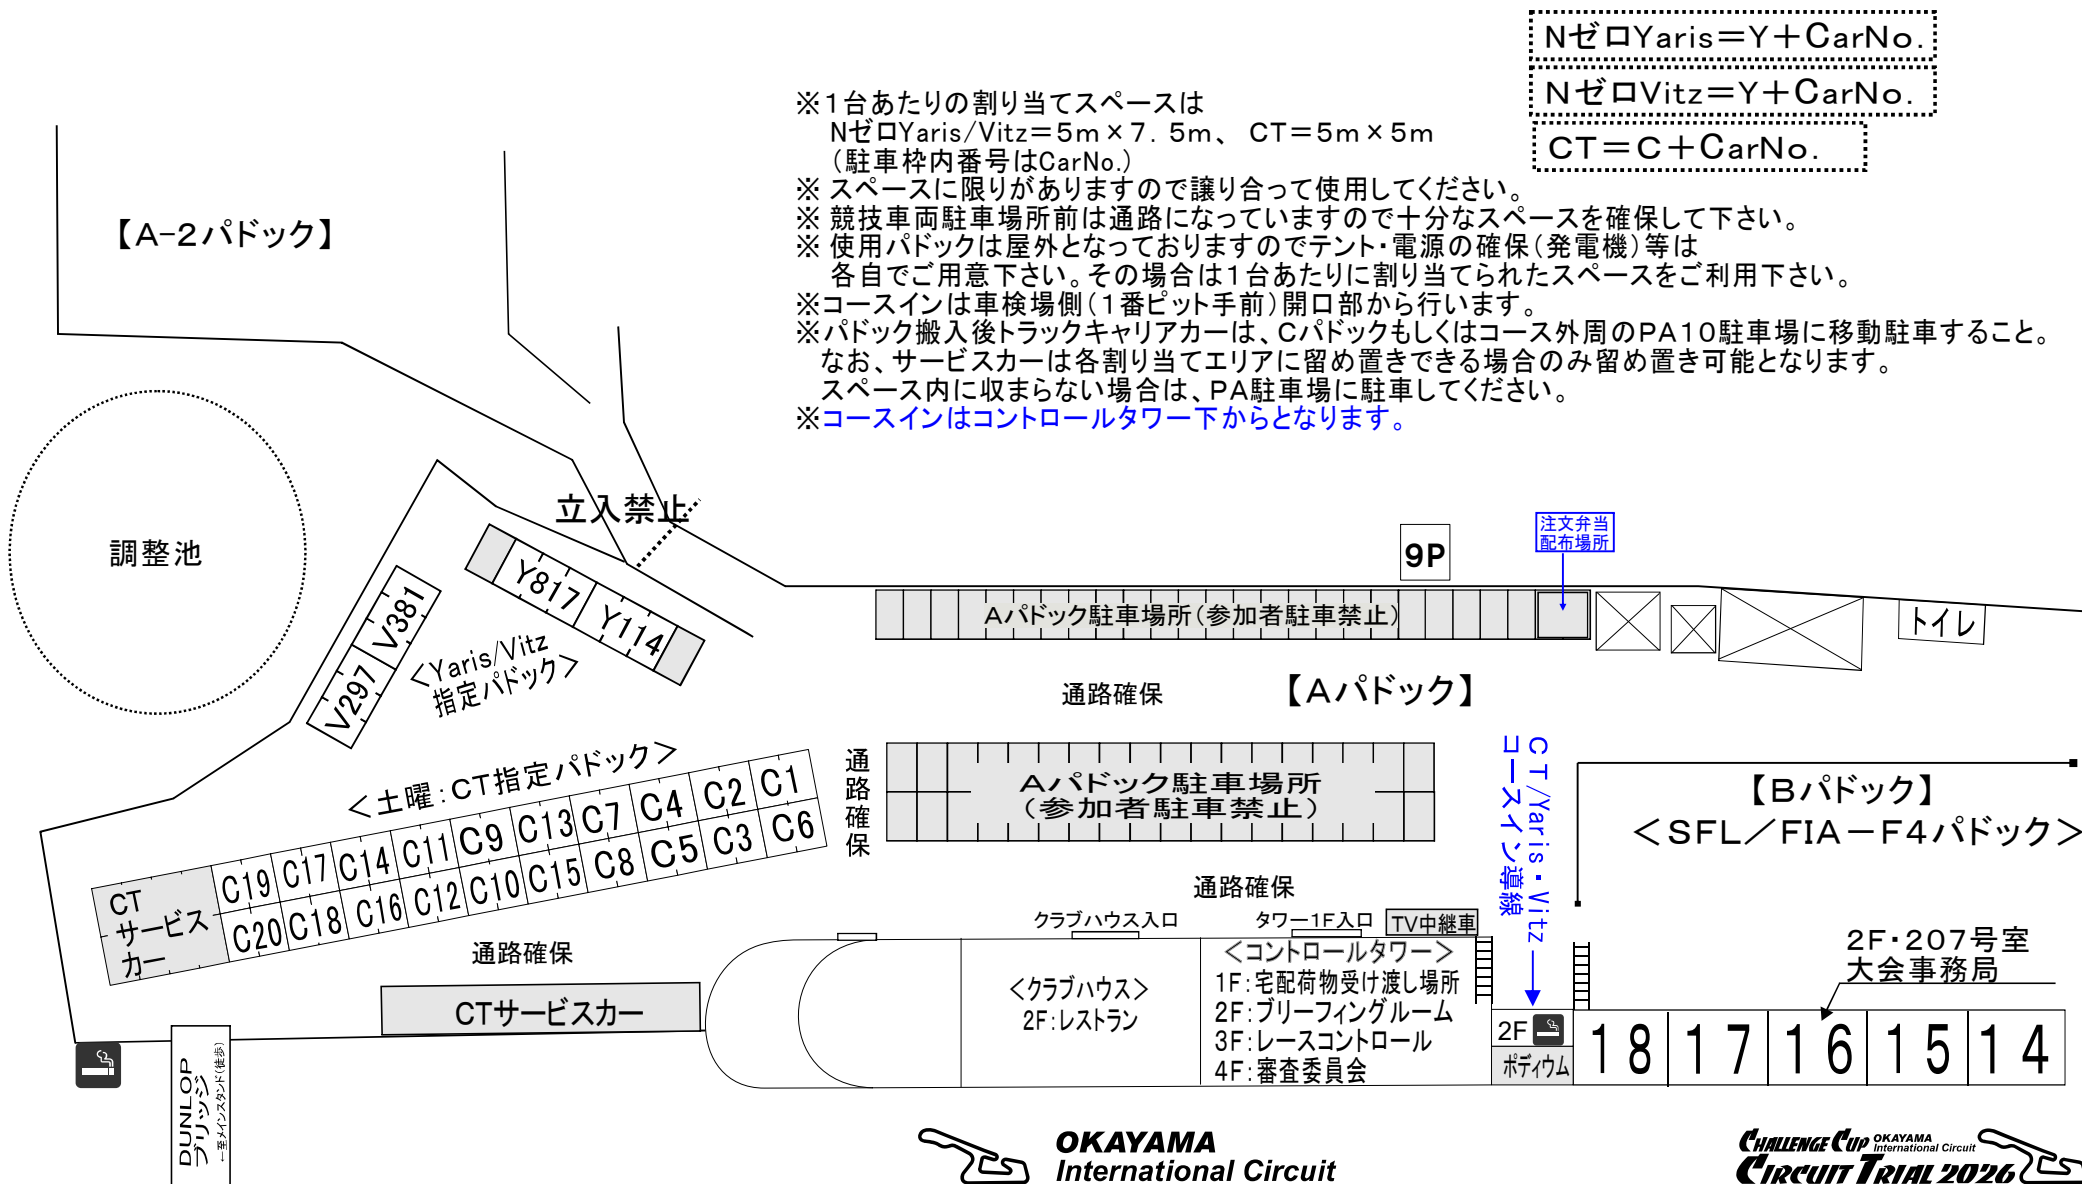 NゼロYaris＝Y＋CarNo.
NゼロVitz＝Y＋CarNo.
CT＝C＋CarNo.
※1台あたりの割り当てスペースは
NゼロYaris/Vitz＝5m×7．5m、 CT＝5m×5m
（駐車枠内番号はCarNo.）
※ スペースに限りがありますので譲り合って使用してください。
※ 競技車両駐車場所前は通路になっていますので十分なスペースを確保して下さい。
※ 使用パドックは屋外となっておりますのでテント・電源の確保（発電機）等は
各自でご用意下さい。その場合は1台あたりに割り当てられたスペースをご利用下さい。
※コースインは車検場側（1番ピット手前）開口部から行います。
※パドック搬入後トラックキャリアカーは、Cパドックもしくはコース外周のPA10駐車場に移動駐車すること。
なお、サービスカーは各割り当てエリアに留め置きできる場合のみ留め置き可能となります。
スペース内に収まらない場合は、PA駐車場に駐車してください。
※コースインはコントロールタワー下からとなります。
【A-2パドック】
調整池
立入禁止
Y817 Y114
V381
V297
＜Yaris/Vitz
指定パドック＞
9P
注文弁当
配布場所
Aパドック駐車場所（参加者駐車禁止）
トイレ
通路確保
【Aパドック】
＜土曜：CT指定パドック＞
C19 C17 C14 C11 C9 C13 C7 C4 C2 C1
C20 C18 C16 C12 C10 C15 C8 C5 C3 C6
CT
サービス
カー
通路確保
Aパドック駐車場所
（参加者駐車禁止）
CT/Yaris・Vitz
コースイン導線
【Bパドック】
＜SFL／FIA－F4パドック＞
通路確保
通路確保
CTサービスカー
クラブハウス入口
タワー1F入口
TV中継車
＜クラブハウス＞
2F：レストラン
＜コントロールタワー＞
1F：宅配荷物受け渡し場所
2F：ブリーフィングルーム
3F：レースコントロール
4F：審査委員会
2F
ポディウム
2F・207号室
大会事務局
18 17 16 15 14
DUNLOP
ブリッジ
←至メインスタンド（徒歩）
OKAYAMA
International Circuit
CHALLENGE CUP OKAYAMA International Circuit
CIRCUIT TRIAL 2026